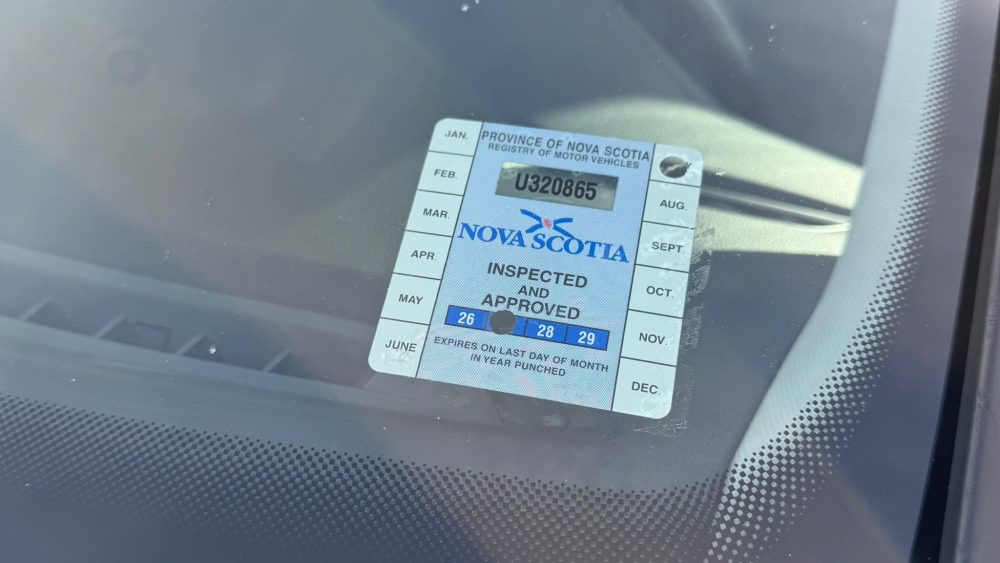 JAN.
FEB.
MAR.
APR.
MAY
JUNE
PROVINCE OF NOVA SCOTIA
REGISTRY OF MOTOR VEHICLES
U320865
NOVA SCOTIA
INSPECTED
AND
APPROVED
26 28 29
EXPIRES ON LAST DAY OF MONTH
IN YEAR PUNCHED
AUG.
SEPT.
OCT.
NOV.
DEC.